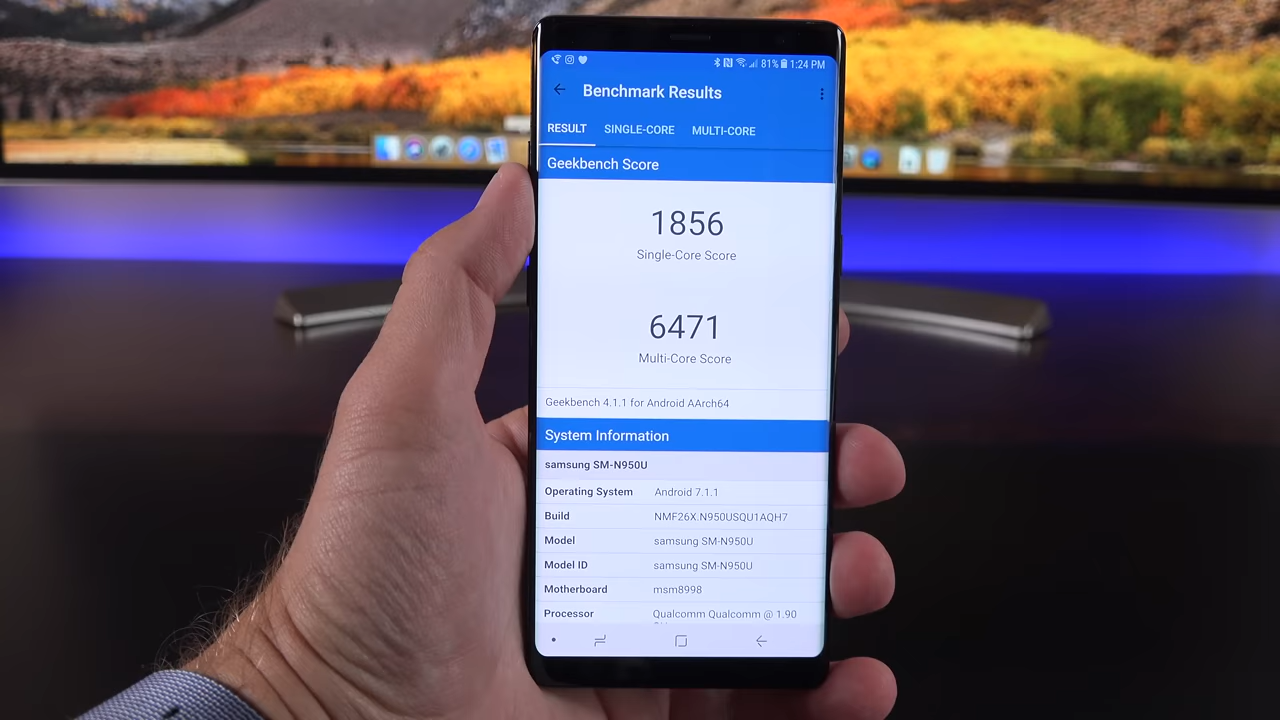 81% 1:24 PM
Benchmark Results
RESULT SINGLE-CORE MULTI-CORE
Geekbench Score
1856
Single-Core Score
6471
Multi-Core Score
Geekbench 4.1.1 for Android AArch64
System Information
samsung SM-N950U
Operating System Android 7.1.1
Build NMF26X.N950USQU1AQH7
Model samsung SM-N950U
Model ID samsung SM-N950U
Motherboard msm8998
Processor Qualcomm Qualcomm @ 1.90